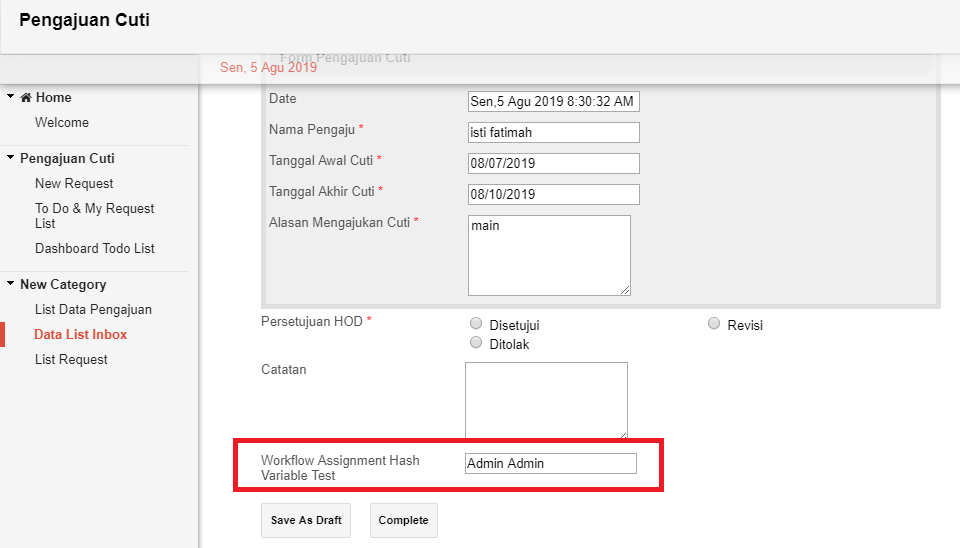 Pengajuan Cuti
Form Pengajuan Cuti
Sen, 5 Agu 2019
Home
Welcome
Pengajuan Cuti
New Request
To Do & My Request
List
Dashboard Todo List
New Category
List Data Pengajuan
Data List Inbox
List Request
Date Sen,5 Agu 2019 8:30:32 AM
Nama Pengaju * isti fatimah
Tanggal Awal Cuti * 08/07/2019
Tanggal Akhir Cuti * 08/10/2019
Alasan Mengajukan Cuti * main
Persetujuan HOD * Disetujui Revisi
Ditolak
Catatan
Workflow Assignment Hash Admin Admin
Variable Test
Save As Draft Complete